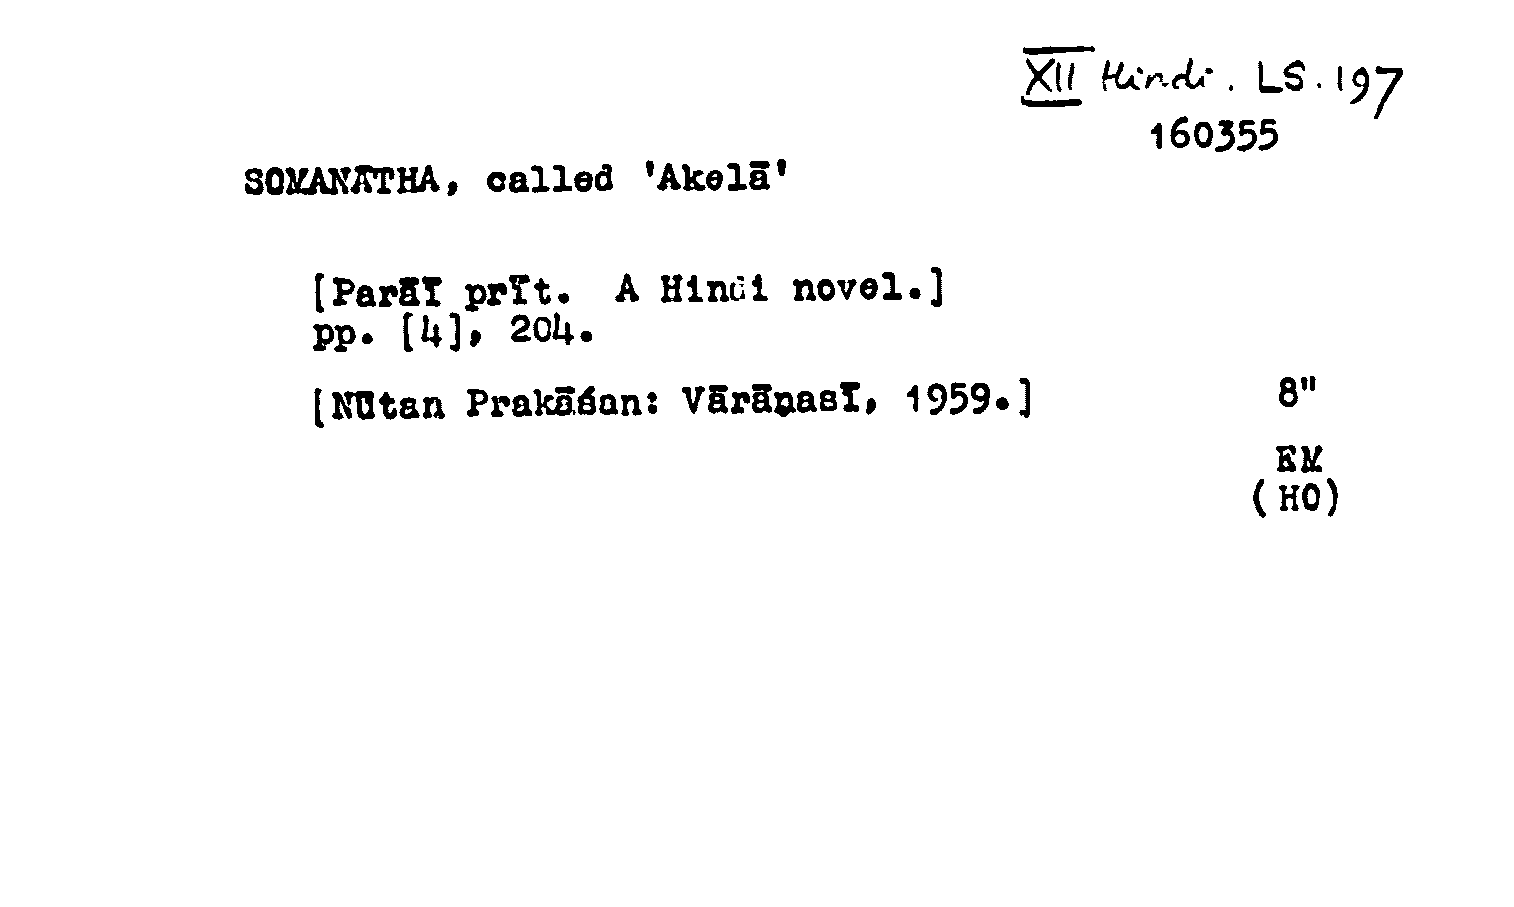 XII Hindi. LS. 197
160355
SOMANĀTHA, called 'Akelā'
[Parāī prīt. A Hindi novel.]
pp. [4], 204.
[Nūtan Prakāśan: Vārāṇasī, 1959.] 8"
EM
(HO)